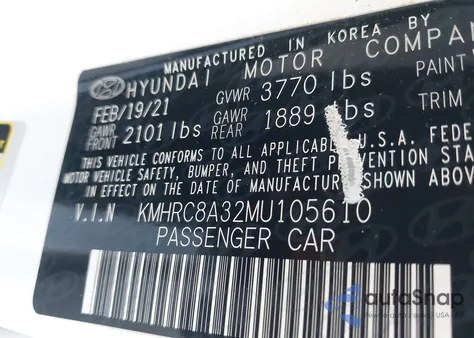 MANUFACTURED IN KOREA BY
HYUNDAI MOTOR COMPAN
FEB/19/21 GVWR 3770 lbs PAINT
GAWR FRONT 2101 lbs GAWR REAR 1889 lbs TRIM
THIS VEHICLE CONFORMS TO ALL APPLICABLE U.S.A. FEDE
MOTOR VEHICLE SAFETY, BUMPER, AND THEFT PREVENTION STA
IN EFFECT ON THE DATE OF MANUFACTURE SHOWN ABOV
V.I.N KMHRC8A32MU105610
PASSENGER CAR
autoSnap